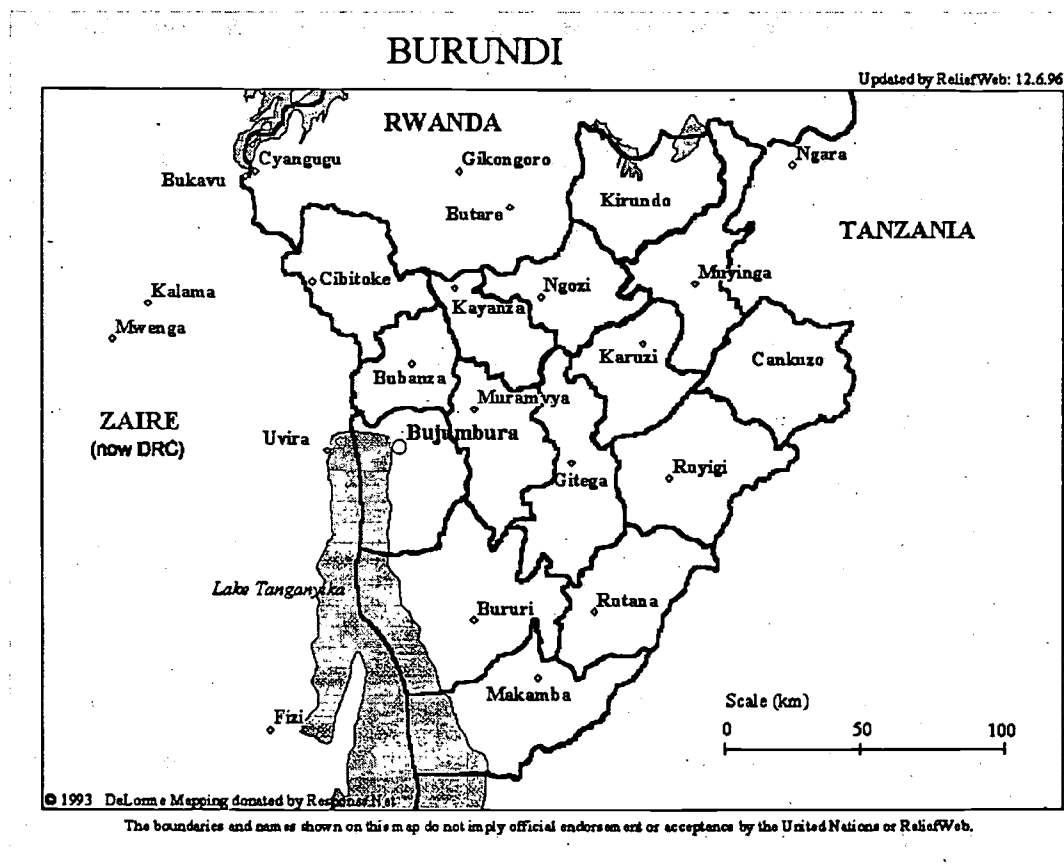 BURUNDI
Updated by ReliefWeb: 12.6.96
RWANDA
Cyangugu
Gikongoro
Ngara
Bukavu
Kirundo
Butare
TANZANIA
Cibitoke
Muyinga
Kalama
Ngozi
Kayanza
Mwenga
Karuzi
Cankuzo
Bubanza
Muramvya
ZAIRE
(now DRC)
Uvira
Bujumbura
Ruyigi
Gitega
Lake Tanganyika
Bururi
Rutana
Makamba
Fizi
Scale (km)
0 50 100
© 1993 DeLorme Mapping donated by Response Net
The boundaries and names shown on this map do not imply official endorsement or acceptance by the United Nations or ReliefWeb.